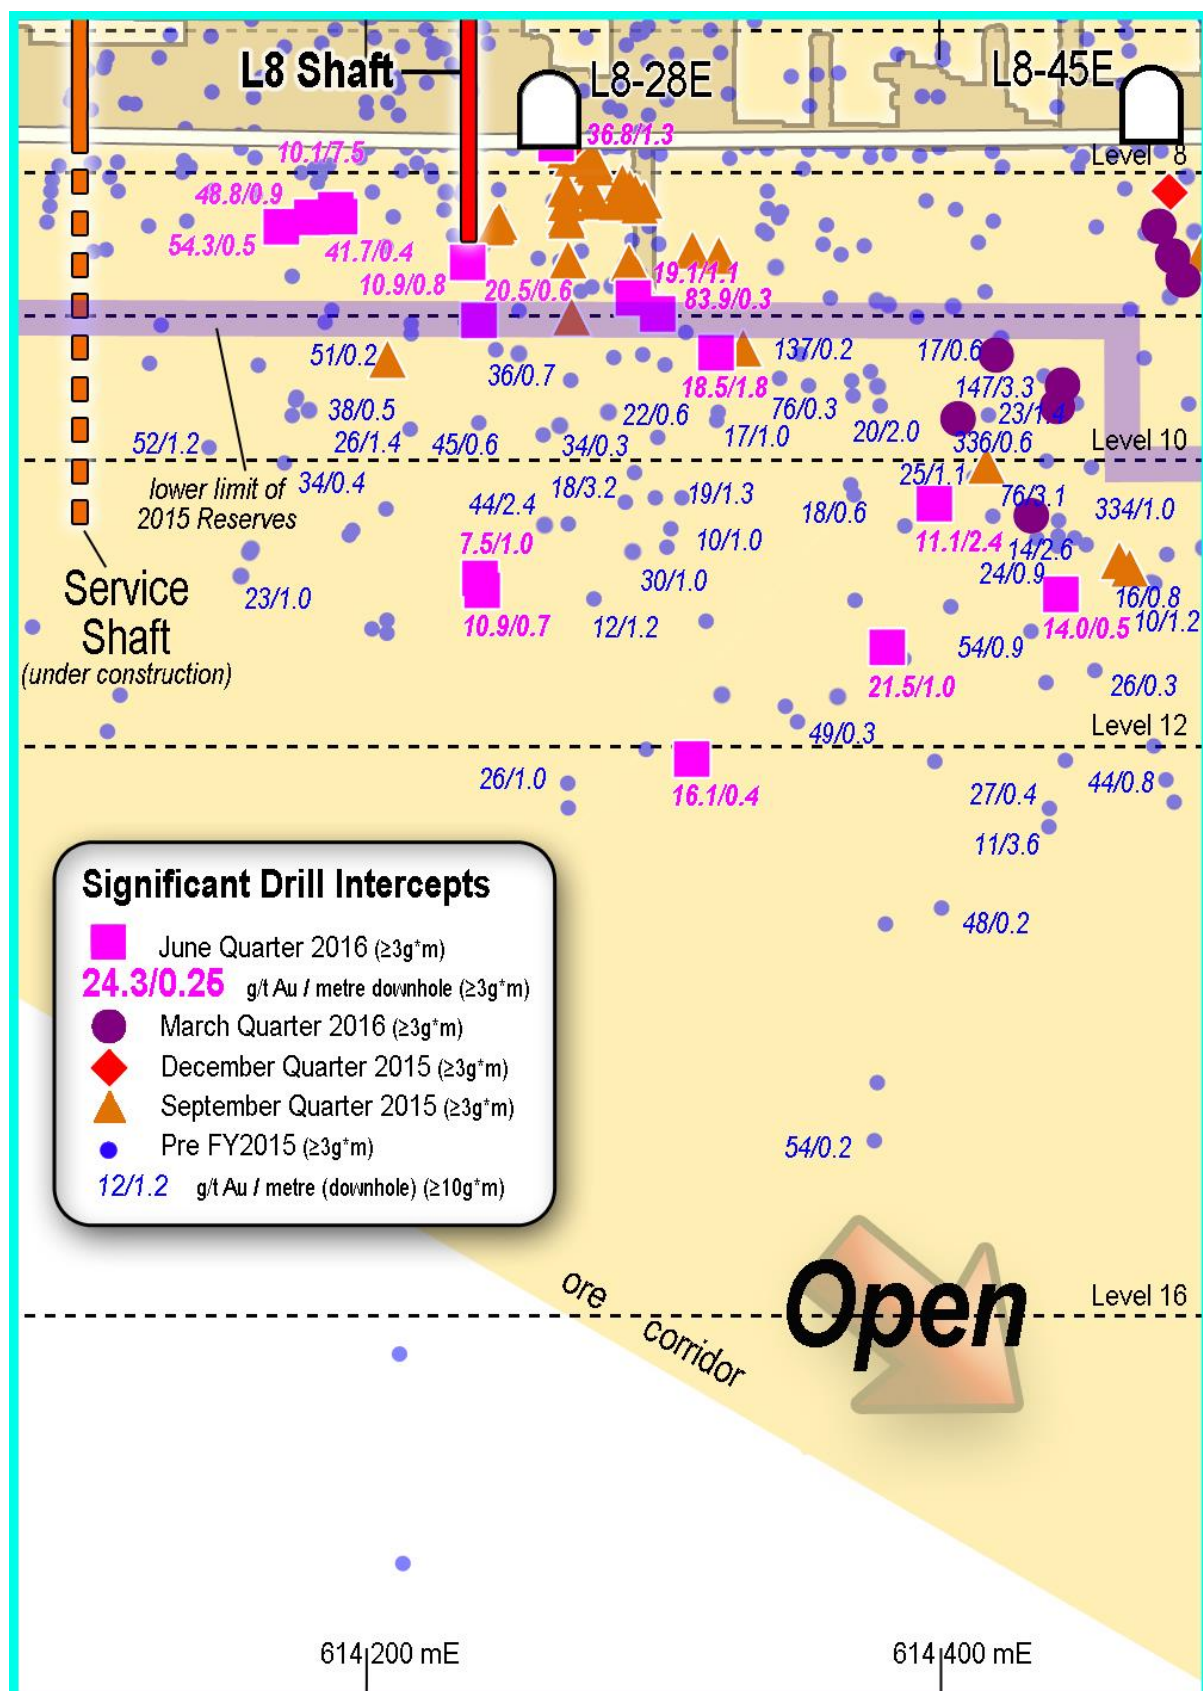 L8 Shaft
L8-28E
L8-45E
36.8/1.3
10.1/7.5
Level 8
48.8/0.9
54.3/0.5
41.7/0.4
10.9/0.8
20.5/0.6
19.1/1.1
83.9/0.3
51/0.2
36/0.7
137/0.2
17/0.6
18.5/1.8
147/3.3
38/0.5
22/0.6
76/0.3
23/1.4
52/1.2
26/1.4
45/0.6
34/0.3
17/1.0
20/2.0
336/0.6
Level 10
lower limit of
2015 Reserves
34/0.4
18/3.2
19/1.3
25/1.1
76/3.1
44/2.4
18/0.6
334/1.0
7.5/1.0
10/1.0
11.1/2.4
14/2.6
Service
Shaft
(under construction)
23/1.0
30/1.0
24/0.9
16/0.8
10.9/0.7
12/1.2
14.0/0.5
10/1.2
54/0.9
21.5/1.0
26/0.3
49/0.3
Level 12
26/1.0
16.1/0.4
27/0.4
44/0.8
11/3.6
48/0.2
Significant Drill Intercepts
June Quarter 2016 (≥3g*m)
24.3/0.25 g/t Au / metre downhole (≥3g*m)
March Quarter 2016 (≥3g*m)
December Quarter 2015 (≥3g*m)
September Quarter 2015 (≥3g*m)
Pre FY2015 (≥3g*m)
12/1.2 g/t Au / metre (downhole) (≥10g*m)
54/0.2
ore
corridor
Open
Level 16
614 200 mE
614 400 mE